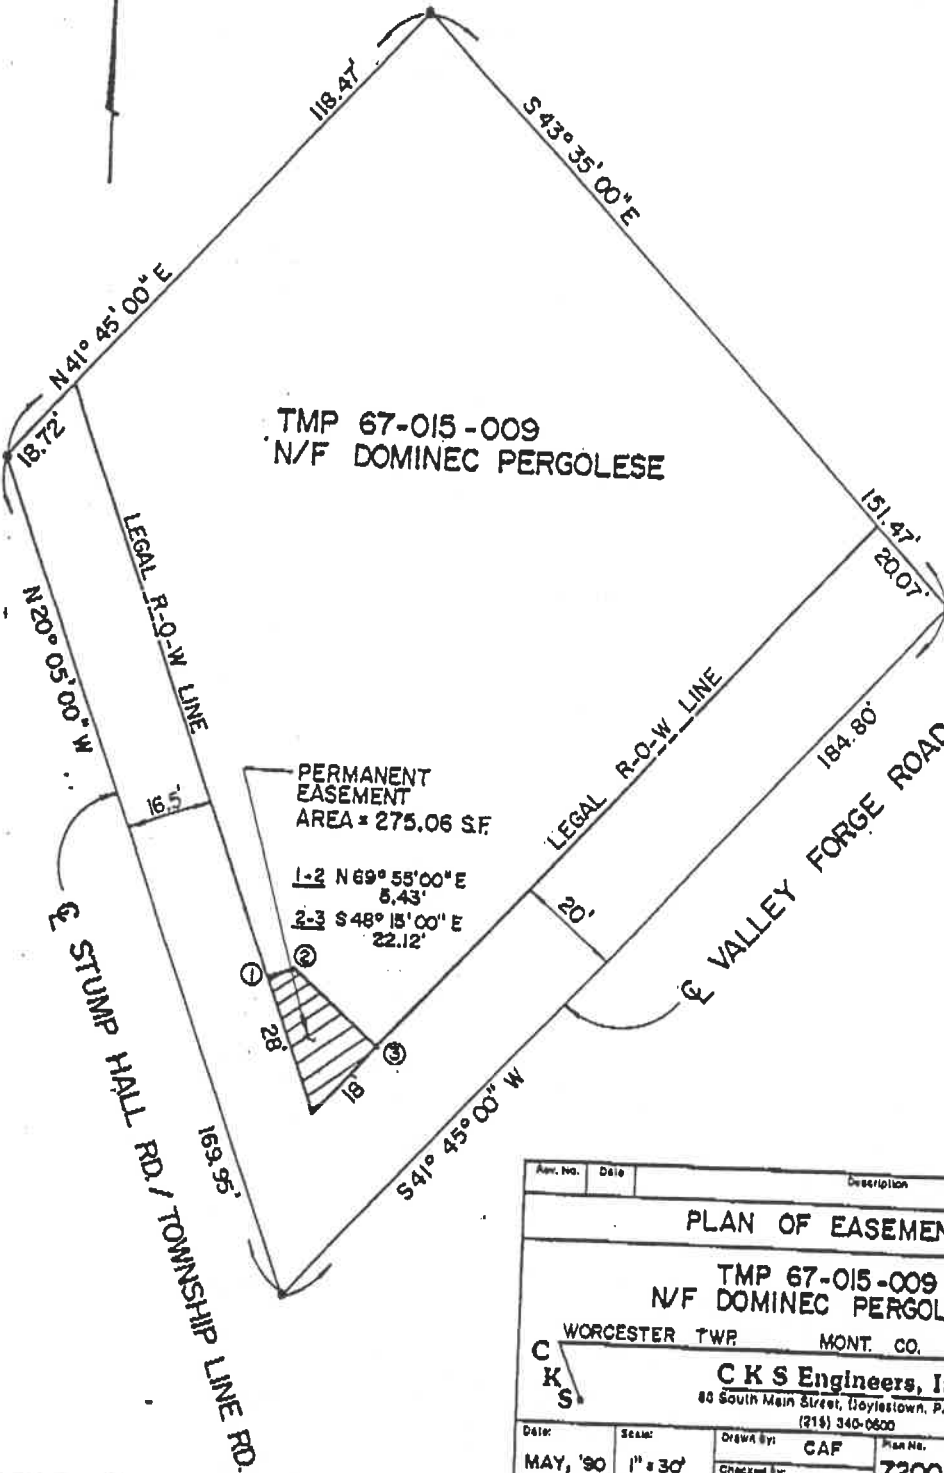 118.47'
S 43° 35' 00" E
N 41° 45' 00" E
18.72'
TMP 67-015-009
N/F DOMINEC PERGOLESE
151.47'
20.07'
LEGAL R-O-W LINE
N 20° 05' 00" W
LEGAL R-O-W LINE
184.80'
VALLEY FORGE ROAD
16.5'
PERMANENT
EASEMENT
AREA = 275.06 S.F.
1-2 N 69° 55' 00" E
5.43'
2-3 S 48° 15' 00" E
22.12'
20'
1
2
3
28'
18'
STUMP HALL RD. / TOWNSHIP LINE RD.
169.95'
S 41° 45' 00" W
Rev. No. Date Description
PLAN OF EASEMEN
TMP 67-015-009
N/F DOMINEC PERGOL
WORCESTER TWP. MONT. CO.
C K S
C K S Engineers, I
80 South Main Street, Doylestown, P
(215) 340-0600
Date: Scale: Drawn By: CAF Plan No.
MAY, '90 1" = 30' Checked By: 7200